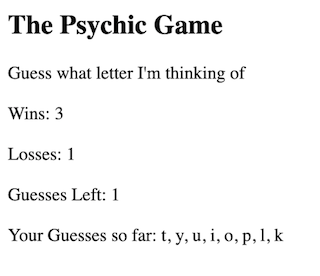 The Psychic Game
Guess what letter I'm thinking of
Wins: 3
Losses: 1
Guesses Left: 1
Your Guesses so far: t, y, u, i, o, p, l, k